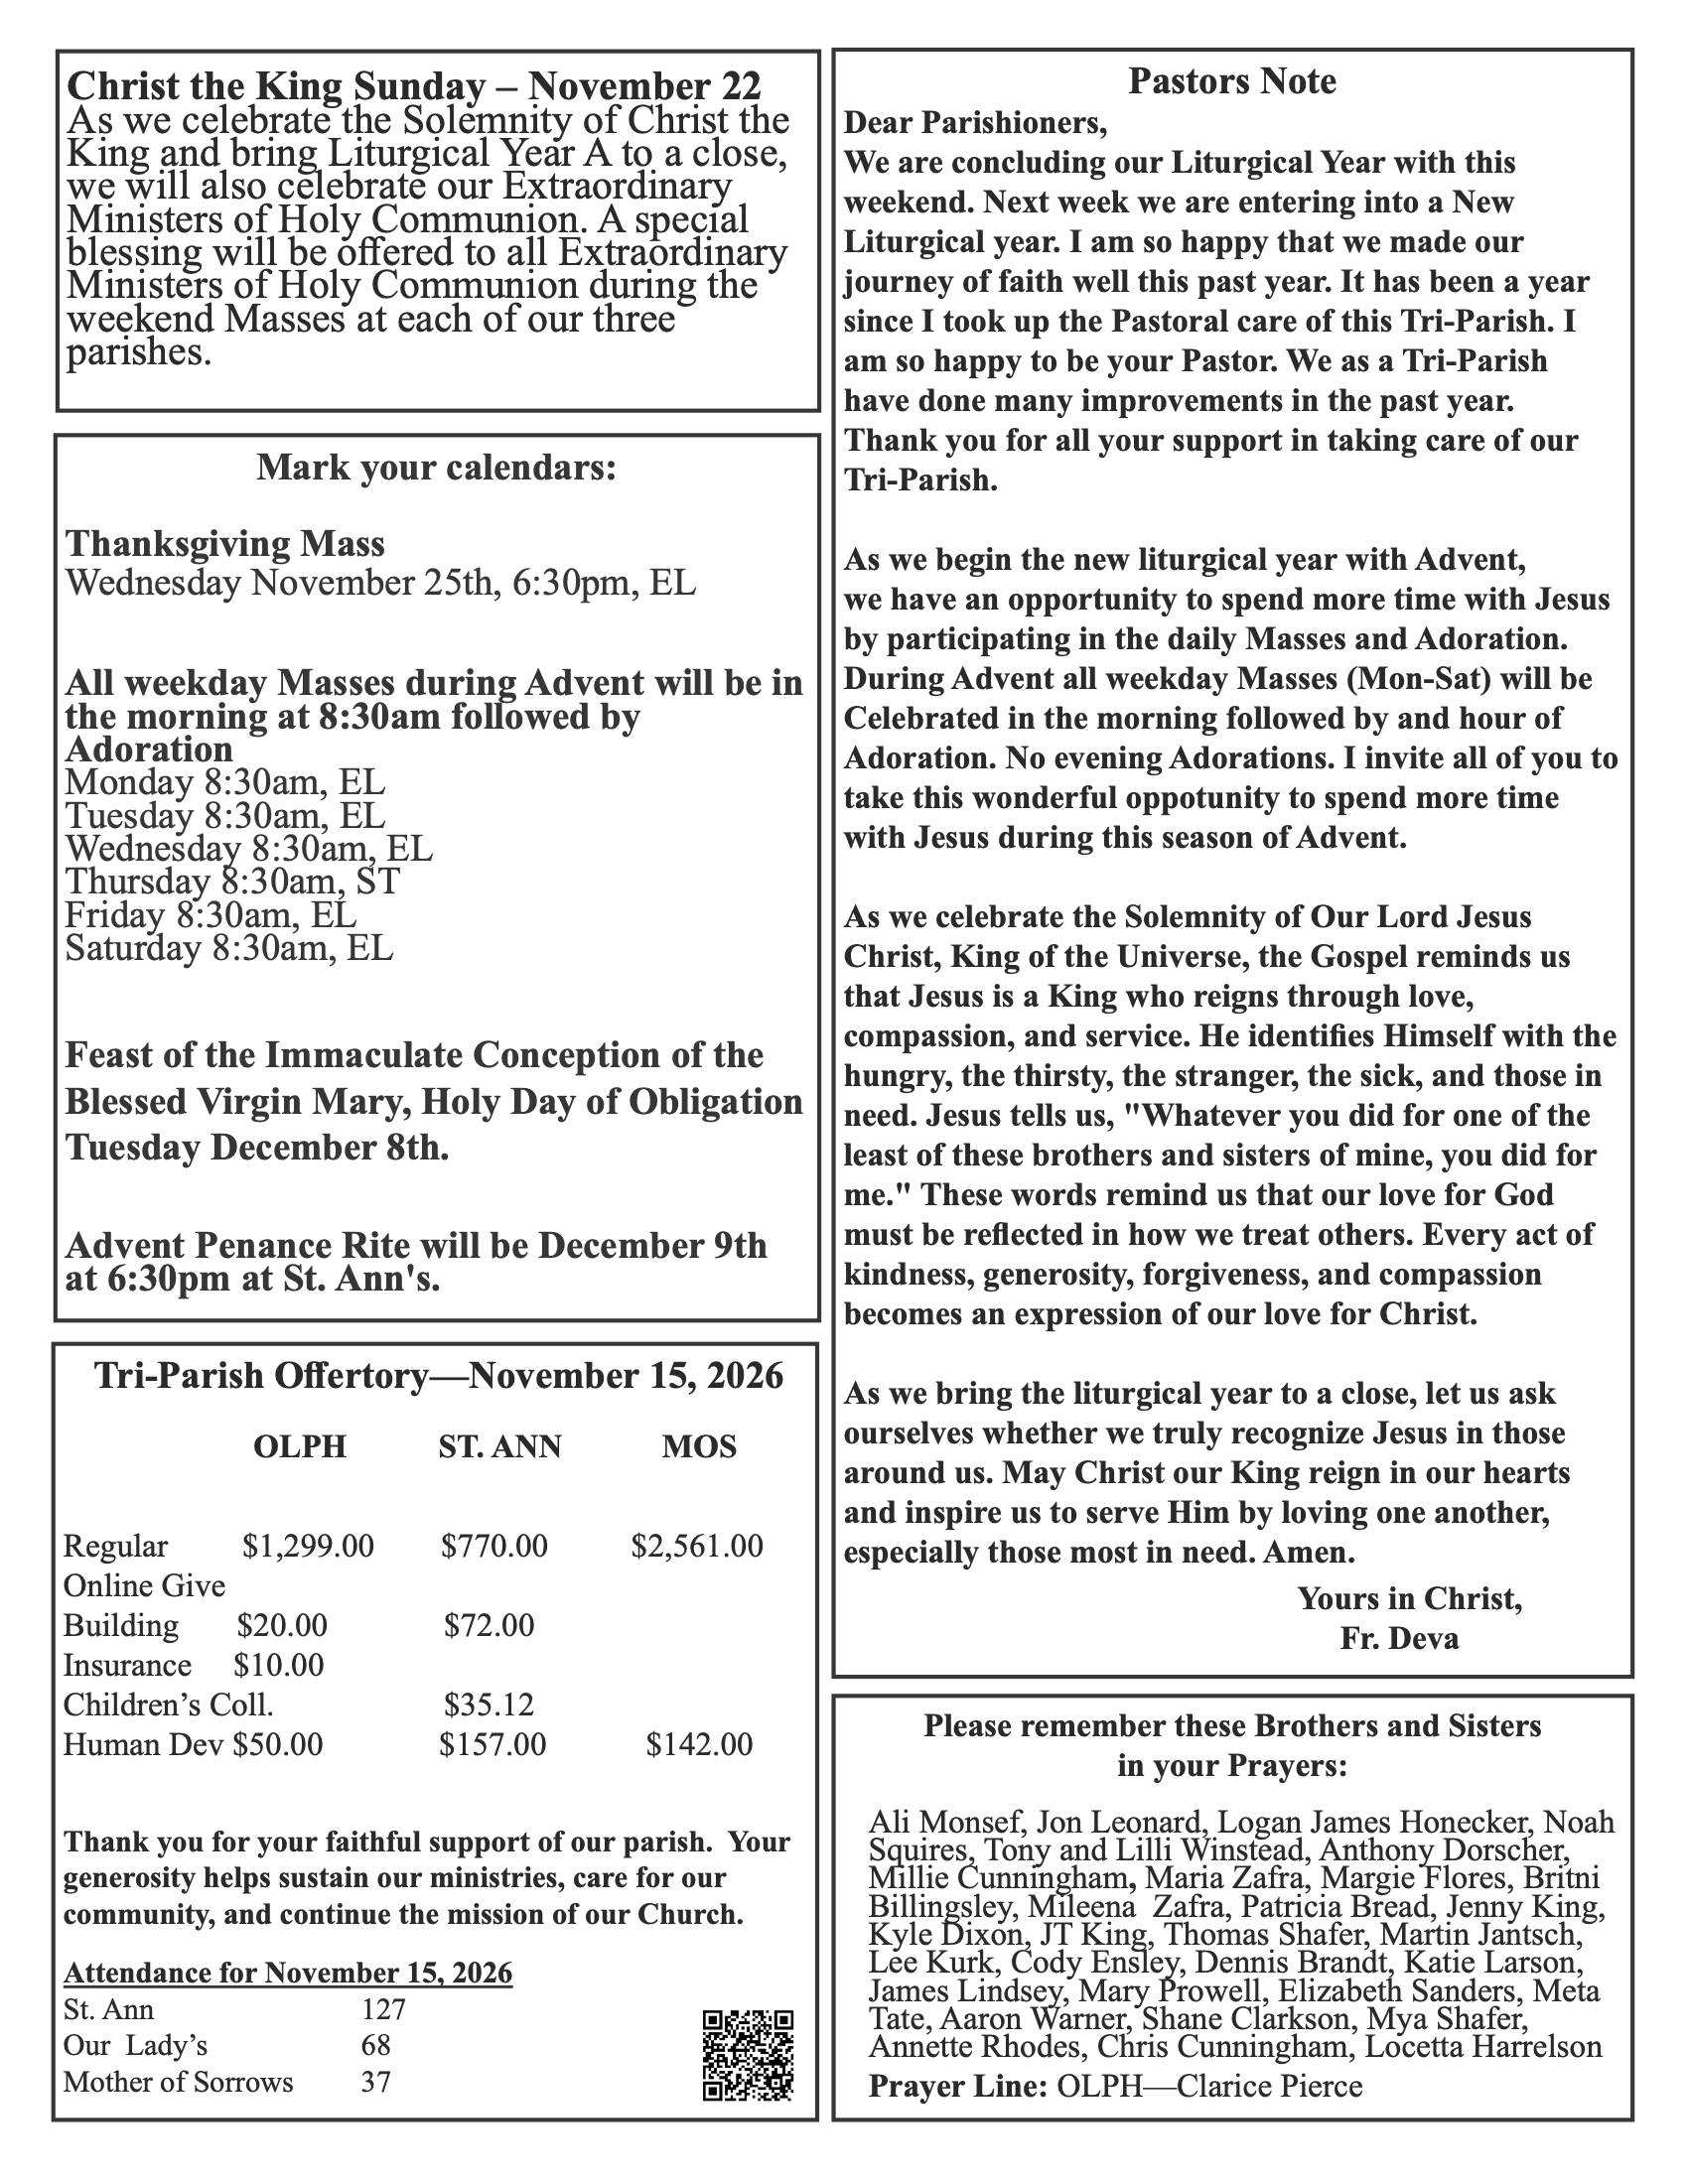 Christ the King Sunday – November 22
As we celebrate the Solemnity of Christ the
King and bring Liturgical Year A to a close,
we will also celebrate our Extraordinary
Ministers of Holy Communion. A special
blessing will be offered to all Extraordinary
Ministers of Holy Communion during the
weekend Masses at each of our three
parishes.
Mark your calendars:
Thanksgiving Mass
Wednesday November 25th, 6:30pm, EL
All weekday Masses during Advent will be in
the morning at 8:30am followed by
Adoration
Monday 8:30am, EL
Tuesday 8:30am, EL
Wednesday 8:30am, EL
Thursday 8:30am, ST
Friday 8:30am, EL
Saturday 8:30am, EL
Feast of the Immaculate Conception of the
Blessed Virgin Mary, Holy Day of Obligation
Tuesday December 8th.
Advent Penance Rite will be December 9th
at 6:30pm at St. Ann's.
Tri-Parish Offertory—November 15, 2026
OLPH ST. ANN MOS
Regular $1,299.00 $770.00 $2,561.00
Online Give
Building $20.00 $72.00
Insurance $10.00
Children’s Coll. $35.12
Human Dev $50.00 $157.00 $142.00
Thank you for your faithful support of our parish.  Your
generosity helps sustain our ministries, care for our
community, and continue the mission of our Church.
Attendance for November 15, 2026
St. Ann 127
Our  Lady’s 68
Mother of Sorrows 37
Pastors Note
Dear Parishioners,
We are concluding our Liturgical Year with this
weekend. Next week we are entering into a New
Liturgical year. I am so happy that we made our
journey of faith well this past year. It has been a year
since I took up the Pastoral care of this Tri-Parish. I
am so happy to be your Pastor. We as a Tri-Parish
have done many improvements in the past year.
Thank you for all your support in taking care of our
Tri-Parish.
As we begin the new liturgical year with Advent,
we have an opportunity to spend more time with Jesus
by participating in the daily Masses and Adoration.
During Advent all weekday Masses (Mon-Sat) will be
Celebrated in the morning followed by and hour of
Adoration. No evening Adorations. I invite all of you to
take this wonderful oppotunity to spend more time
with Jesus during this season of Advent.
As we celebrate the Solemnity of Our Lord Jesus
Christ, King of the Universe, the Gospel reminds us
that Jesus is a King who reigns through love,
compassion, and service. He identifies Himself with the
hungry, the thirsty, the stranger, the sick, and those in
need. Jesus tells us, "Whatever you did for one of the
least of these brothers and sisters of mine, you did for
me." These words remind us that our love for God
must be reflected in how we treat others. Every act of
kindness, generosity, forgiveness, and compassion
becomes an expression of our love for Christ.
As we bring the liturgical year to a close, let us ask
ourselves whether we truly recognize Jesus in those
around us. May Christ our King reign in our hearts
and inspire us to serve Him by loving one another,
especially those most in need. Amen.
Yours in Christ,
Fr. Deva
Please remember these Brothers and Sisters
in your Prayers:
Ali Monsef, Jon Leonard, Logan James Honecker, Noah
Squires, Tony and Lilli Winstead, Anthony Dorscher,
Millie Cunningham, Maria Zafra, Margie Flores, Britni
Billingsley, Mileena  Zafra, Patricia Bread, Jenny King,
Kyle Dixon, JT King, Thomas Shafer, Martin Jantsch,
Lee Kurk, Cody Ensley, Dennis Brandt, Katie Larson,
James Lindsey, Mary Prowell, Elizabeth Sanders, Meta
Tate, Aaron Warner, Shane Clarkson, Mya Shafer,
Annette Rhodes, Chris Cunningham, Locetta Harrelson
Prayer Line: OLPH—Clarice Pierce